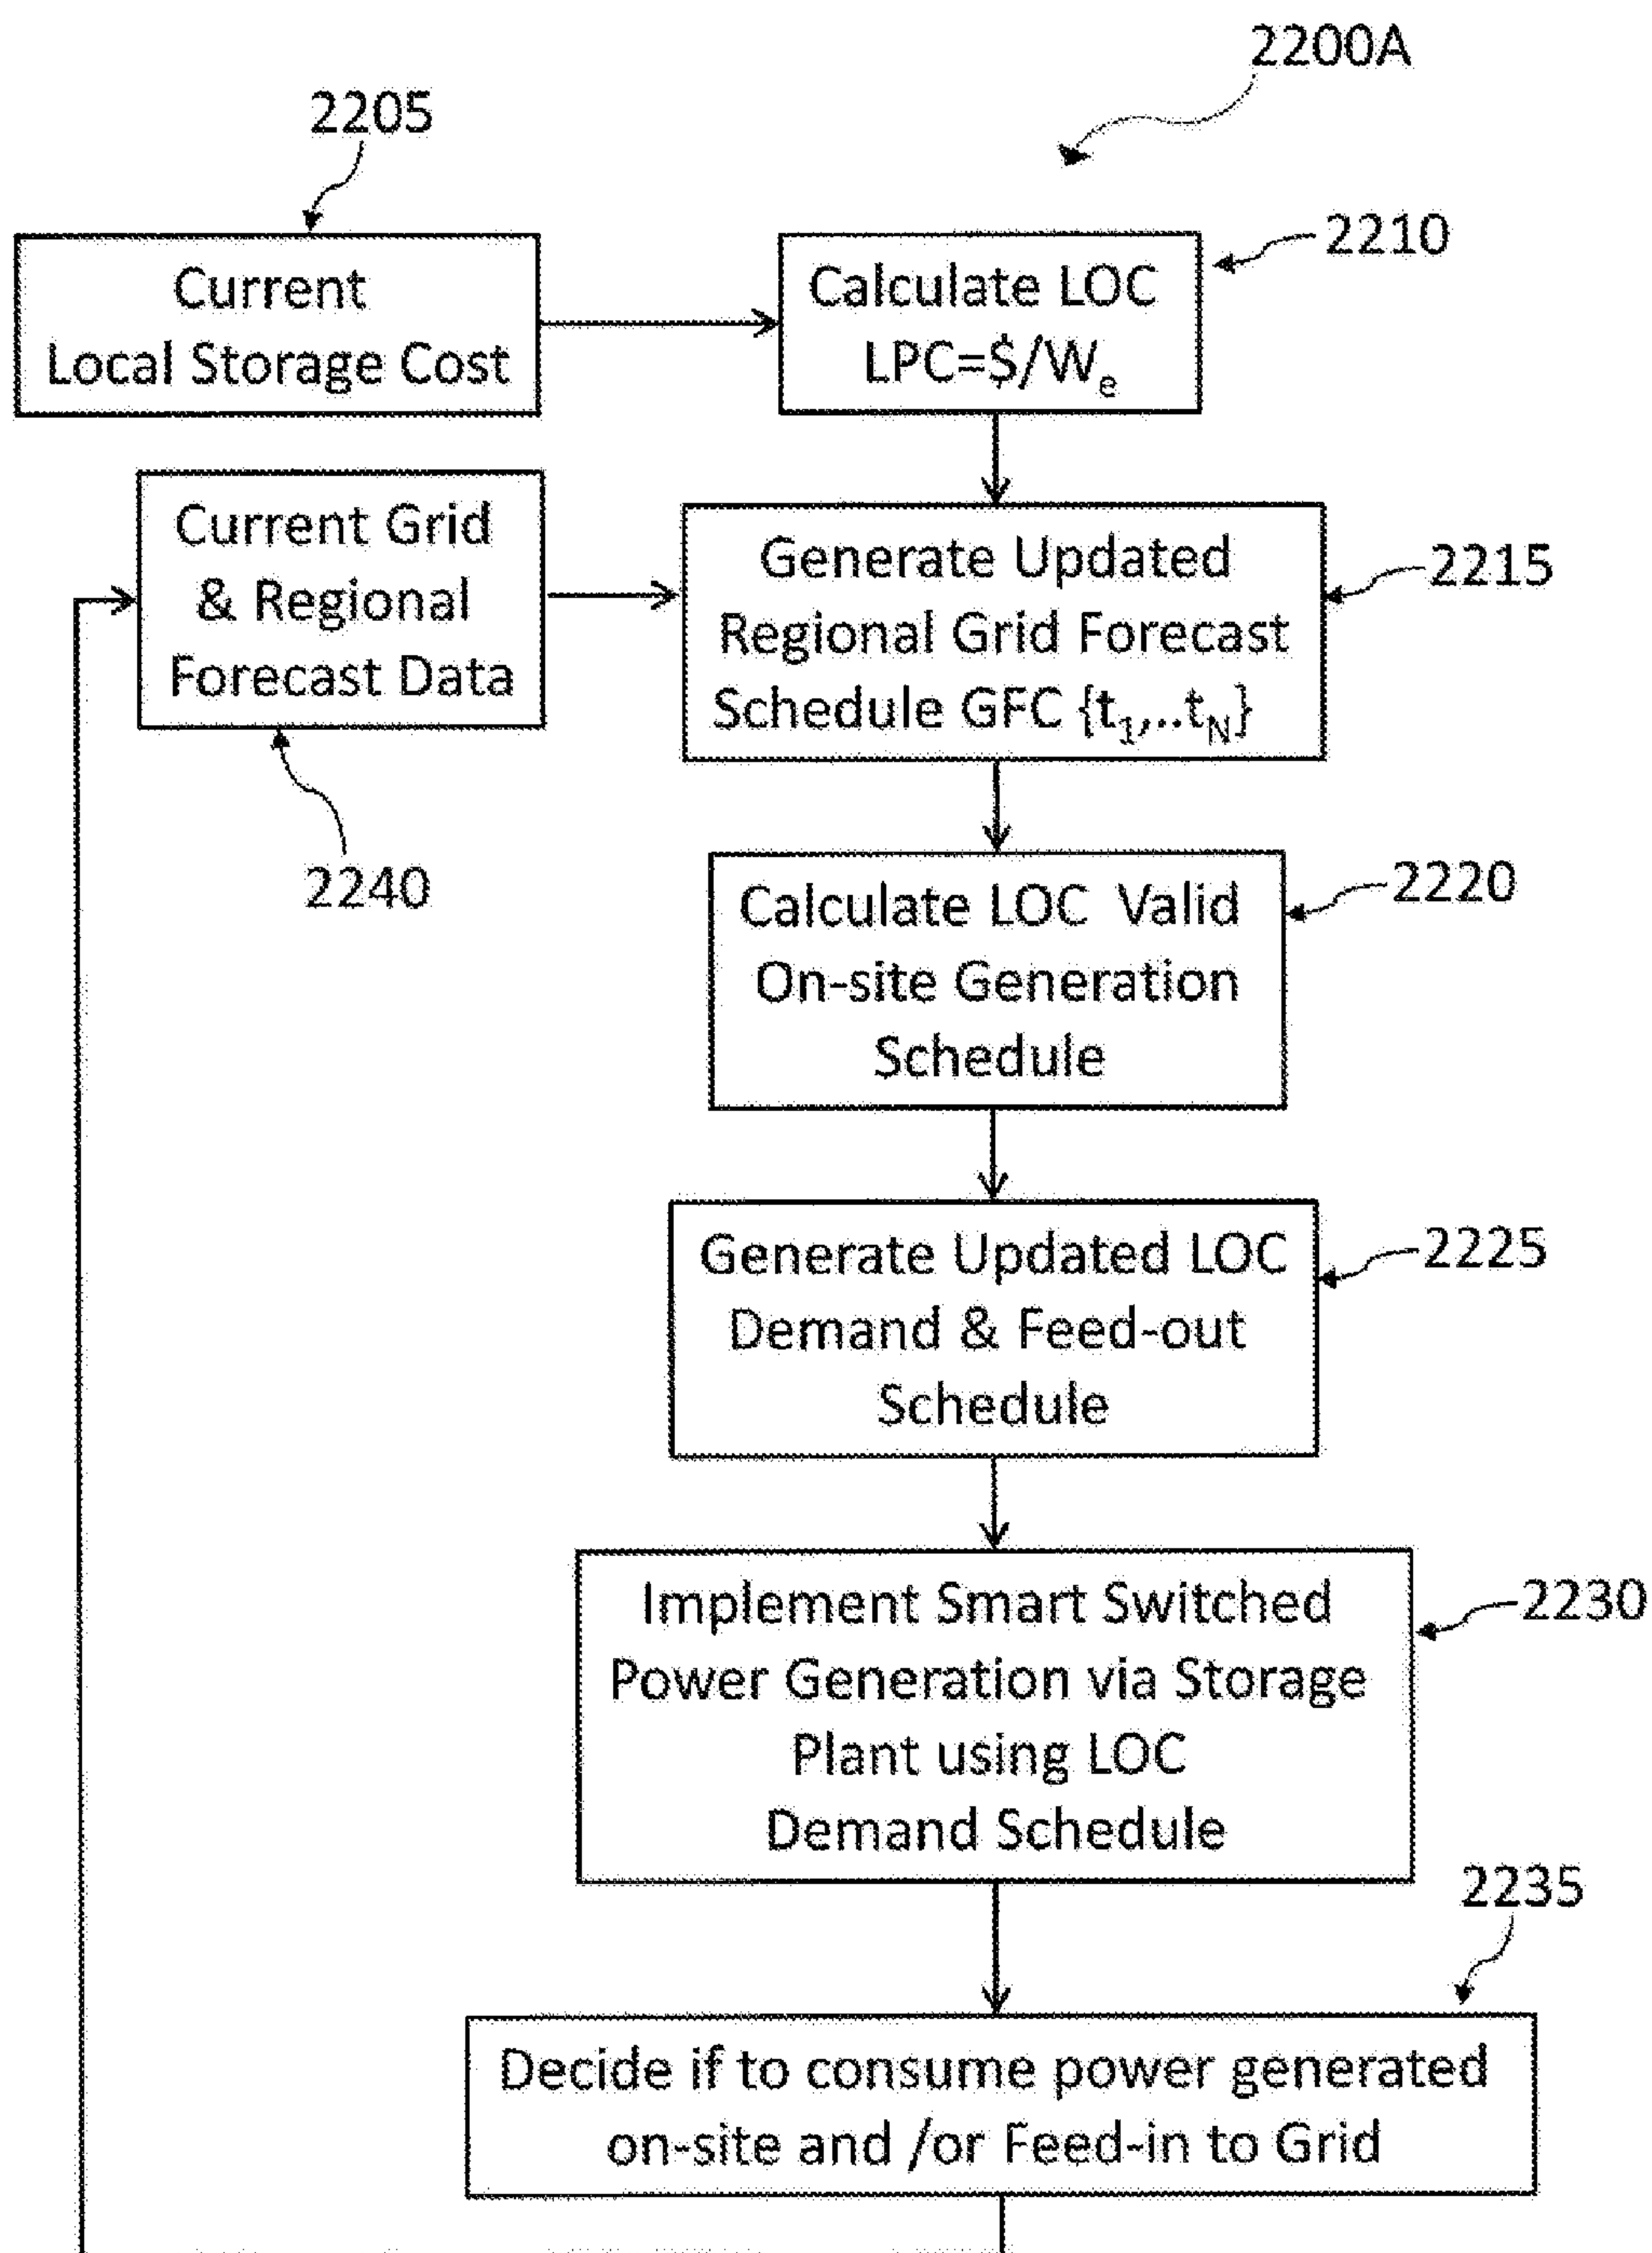 2200A
2205
Current
Local Storage Cost
2210
Calculate LOC
LPC=$/Wₑ
Current Grid
& Regional
Forecast Data
2240
2215
Generate Updated
Regional Grid Forecast
Schedule GFC {t₁,..t_N}
2220
Calculate LOC Valid
On-site Generation
Schedule
2225
Generate Updated LOC
Demand & Feed-out
Schedule
2230
Implement Smart Switched
Power Generation via Storage
Plant using LOC
Demand Schedule
2235
Decide if to consume power generated
on-site and /or Feed-in to Grid